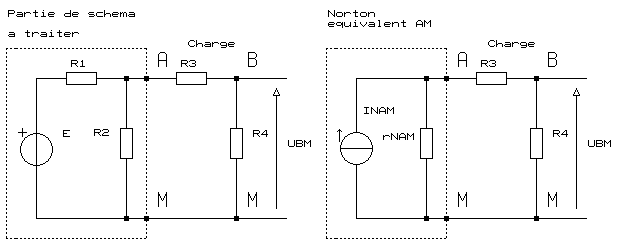 Partie de schema
a traiter
Charge
A
B
R1
R3
+
E
R2
R4
UBM
M
M
Norton
equivalent AM
Charge
A
B
R3
INAM
rNAM
R4
UBM
M
M